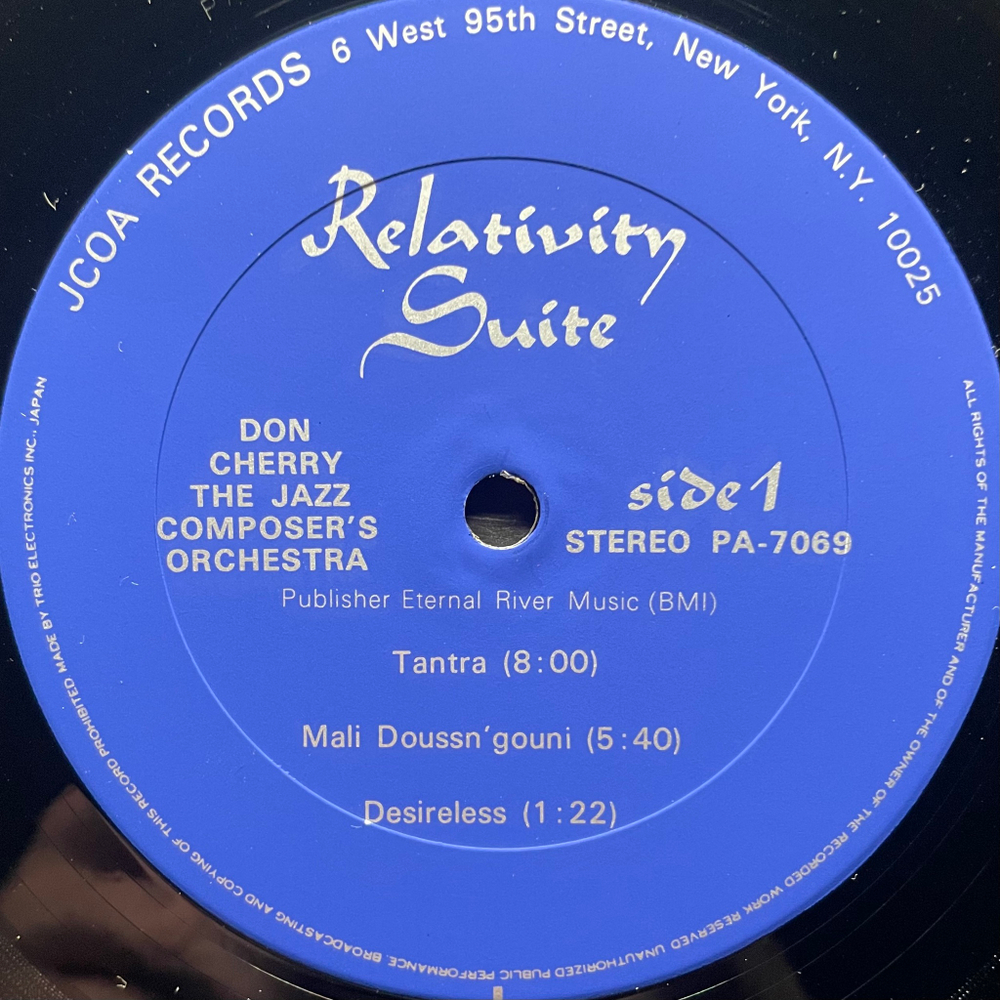 JCOA RECORDS 6 West 95th Street, New York, N.Y. 10025
Relativity
Suite
DON
CHERRY
THE JAZZ
COMPOSER'S
ORCHESTRA
side 1
STEREO PA-7069
Publisher Eternal River Music (BMI)
Tantra (8:00)
Mali Doussn'gouni (5:40)
Desireless (1:22)
ALL RIGHTS OF THE MANUFACTURER AND OF THE OWNER OF THE RECORDED WORK RESERVED UNAUTHORIZED PUBLIC PERFORMANCE. BROADCASTING AND COPYING OF THIS RECORD PROHIBITED MADE BY TRIO ELECTRONICS INC., JAPAN